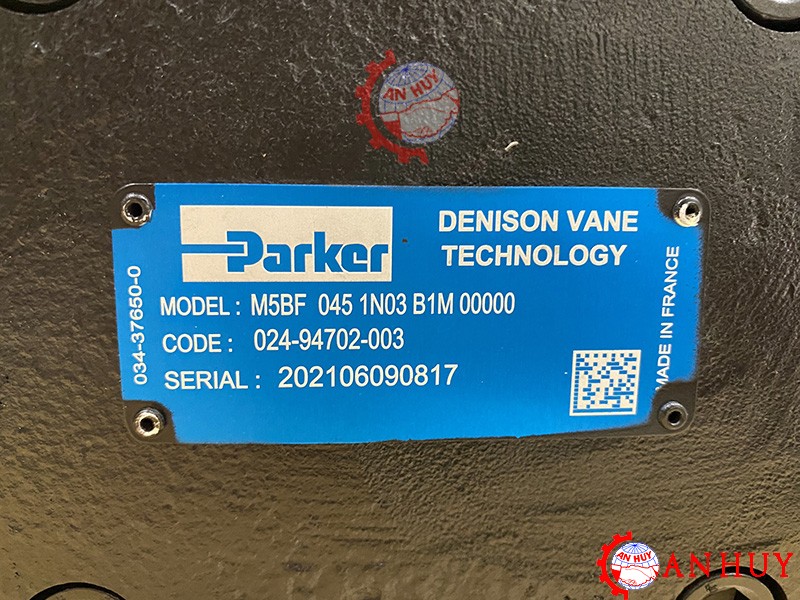 AN HUY
Parker
DENISON VANE
TECHNOLOGY
034-37650-0
MODEL : M5BF 045 1N03 B1M 00000
CODE : 024-94702-003
SERIAL : 202106090817
MADE IN FRANCE
AN HUY
ANHUY